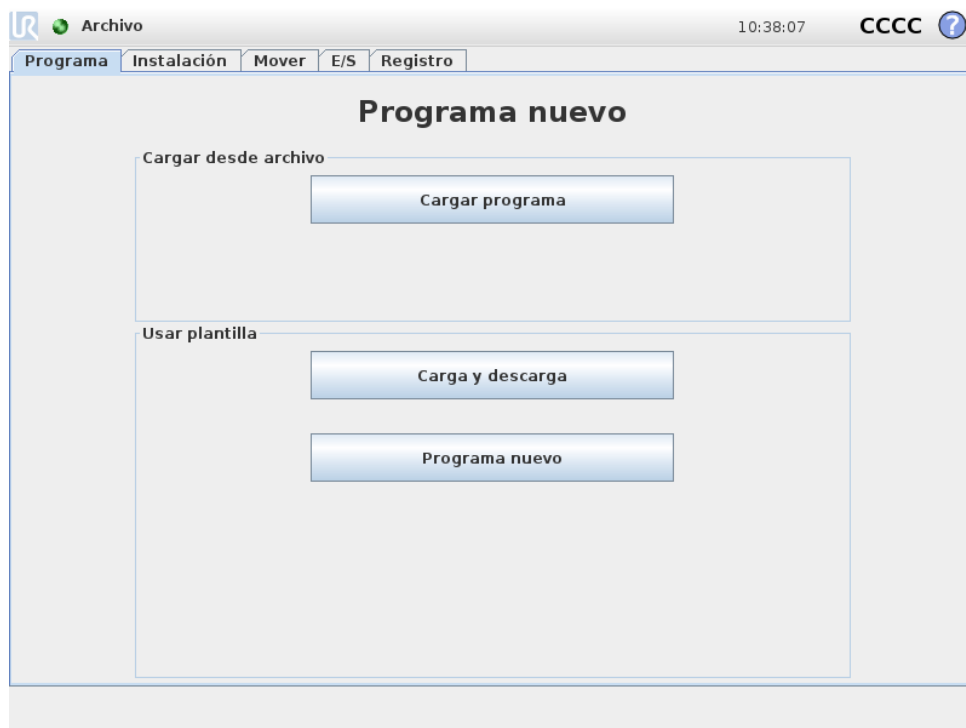 UR Archivo 10:38:07 CCCC ?
Programa Instalación Mover E/S Registro
Programa nuevo
Cargar desde archivo
Cargar programa
Usar plantilla
Carga y descarga
Programa nuevo